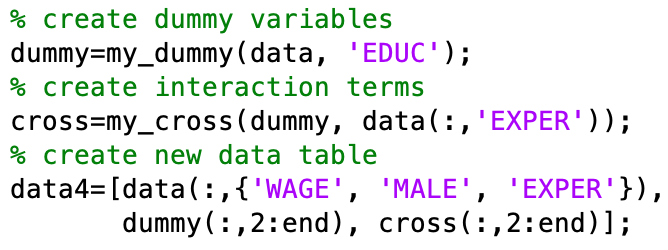 % create dummy variables
dummy=my_dummy(data, 'EDUC');
% create interaction terms
cross=my_cross(dummy, data(:,'EXPER'));
% create new data table
data4=[data(:,{'WAGE', 'MALE', 'EXPER'}),
dummy(:,2:end), cross(:,2:end)];